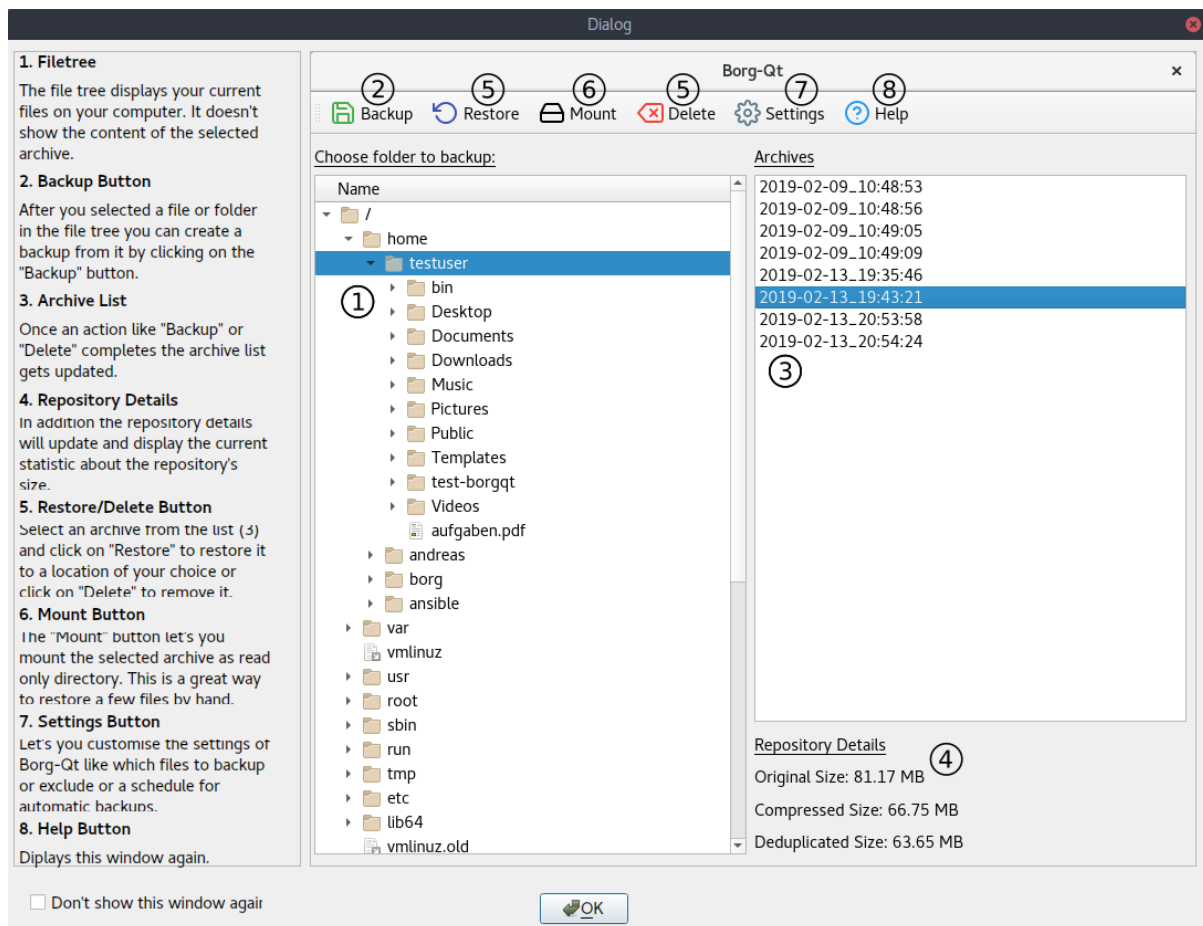 Dialog
1. Filetree
The file tree displays your current
files on your computer. It doesn't
show the content of the selected
archive.
2. Backup Button
After you selected a file or folder
in the file tree you can create a
backup from it by clicking on the
"Backup" button.
3. Archive List
Once an action like "Backup" or
"Delete" completes the archive list
gets updated.
4. Repository Details
In addition the repository details
will update and display the current
statistic about the repository's
size.
5. Restore/Delete Button
Select an archive from the list (3)
and click on "Restore" to restore it
to a location of your choice or
click on "Delete" to remove it.
6. Mount Button
The "Mount" button let's you
mount the selected archive as read
only directory. This is a great way
to restore a few files by hand.
7. Settings Button
Let's you customise the settings of
Borg-Qt like which files to backup
or exclude or a schedule for
automatic backups.
8. Help Button
Diplays this window again.
Borg-Qt
2 5 6 5 7 8
Backup Restore Mount Delete Settings Help
Choose folder to backup:
Name
/
home
testuser
1
bin
Desktop
Documents
Downloads
Music
Pictures
Public
Templates
test-borgqt
Videos
aufgaben.pdf
andreas
borg
ansible
var
vmlinuz
usr
root
sbin
run
tmp
etc
lib64
vmlinuz.old
Archives
2019-02-09_10:48:53
2019-02-09_10:48:56
2019-02-09_10:49:05
2019-02-09_10:49:09
2019-02-13_19:35:46
2019-02-13_19:43:21
2019-02-13_20:53:58
2019-02-13_20:54:24
3
Repository Details
4
Original Size: 81.17 MB
Compressed Size: 66.75 MB
Deduplicated Size: 63.65 MB
Don't show this window again
OK